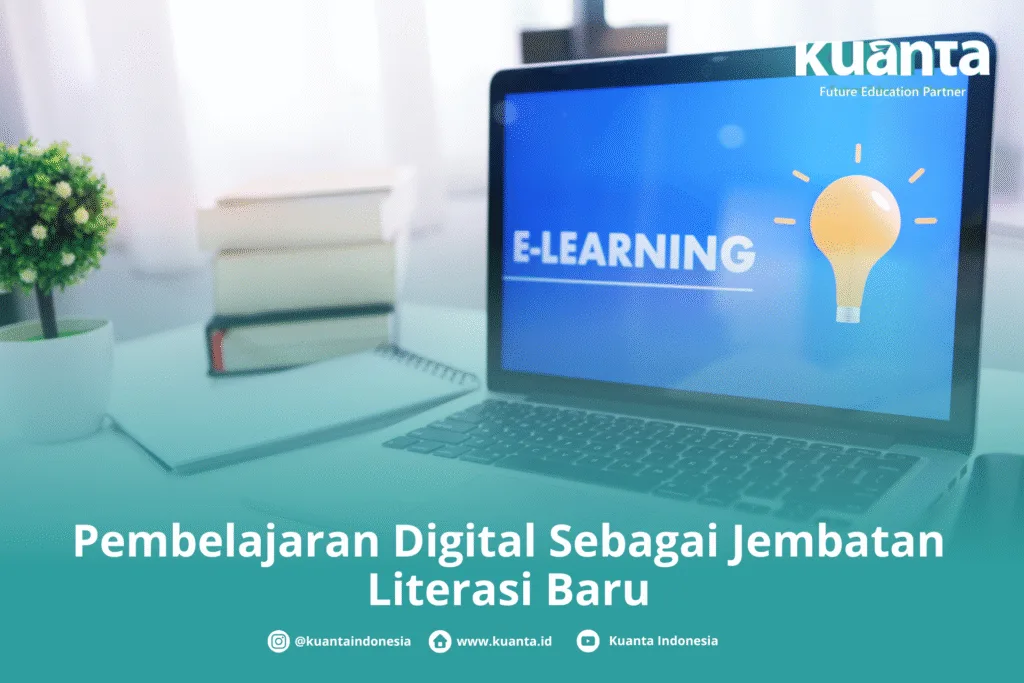 Kuanta
Future Education Partner
E-LEARNING
Pembelajaran Digital Sebagai Jembatan
Literasi Baru
@kuantaindonesia
www.kuanta.id
Kuanta Indonesia